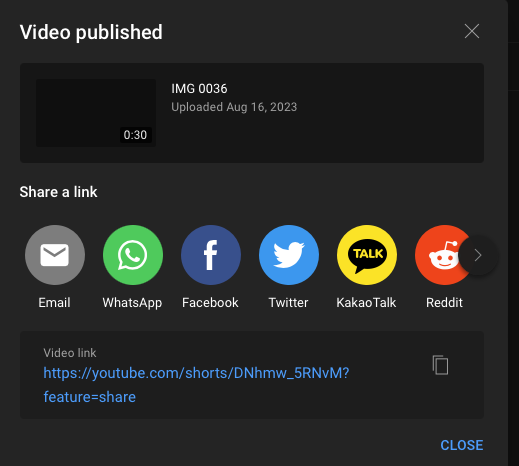 Video published
IMG 0036
Uploaded Aug 16, 2023
0:30
Share a link
TALK
Email
WhatsApp
Facebook
Twitter
KakaoTalk
Reddit
Video link
https://youtube.com/shorts/DNhmw_5RNvM?
feature=share
CLOSE